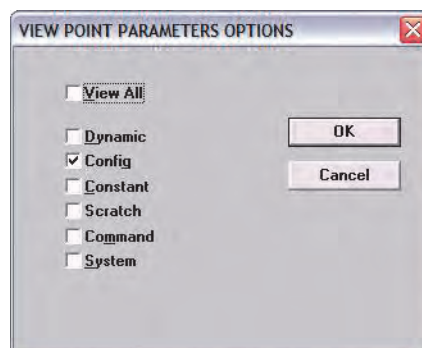 VIEW POINT PARAMETERS OPTIONS
View All
Dynamic
Config
Constant
Scratch
Command
System
OK
Cancel